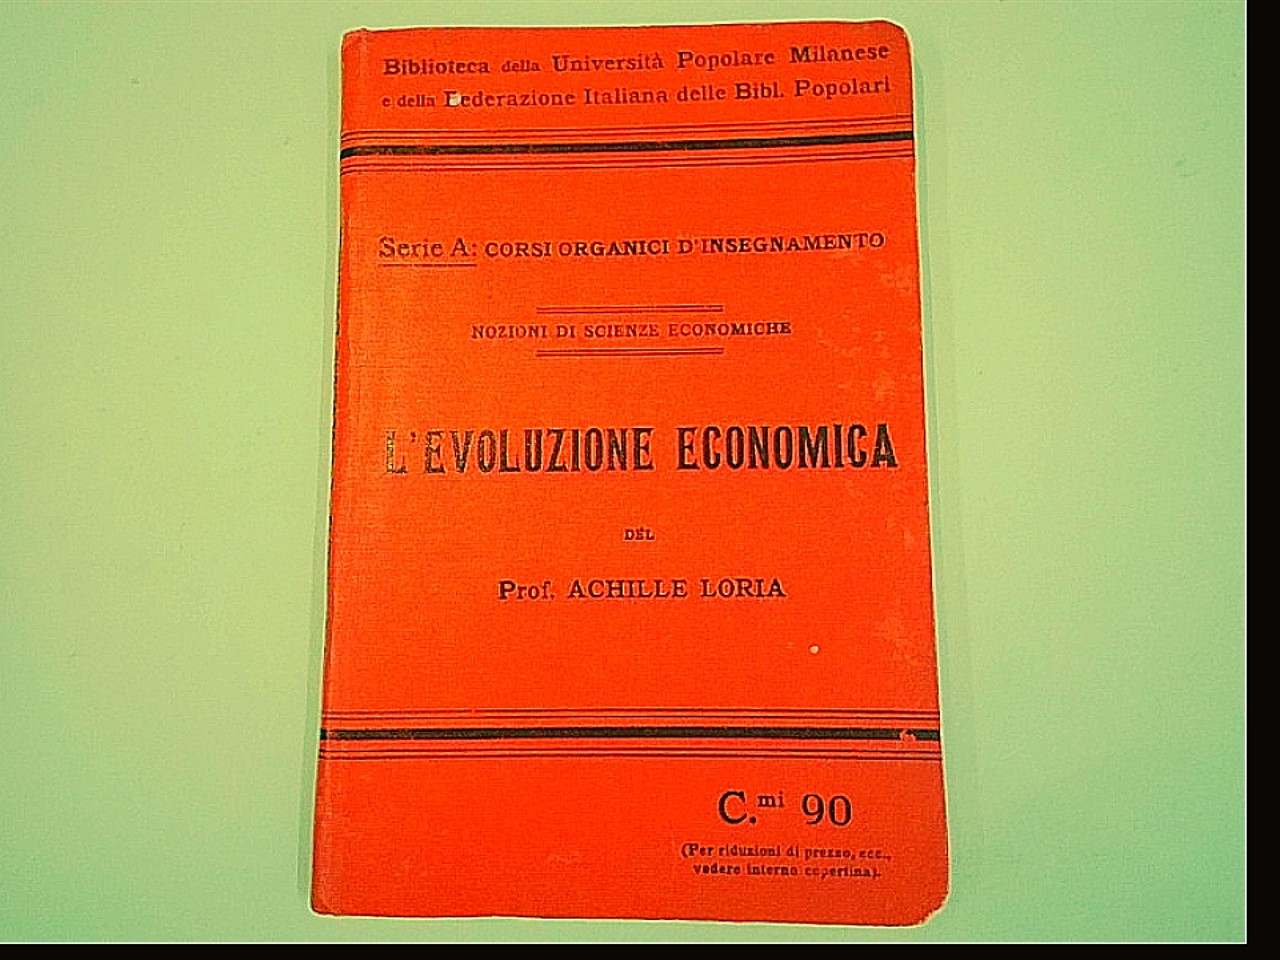 Biblioteca della Università Popolare Milanese
e della Federazione Italiana delle Bibl. Popolari
Serie A: CORSI ORGANICI D'INSEGNAMENTO
NOZIONI DI SCIENZE ECONOMICHE
L'EVOLUZIONE ECONOMICA
DEL
Prof. ACHILLE LORIA
C.mi 90
(Per riduzioni di prezzo, ecc.,
vedere interno copertina).